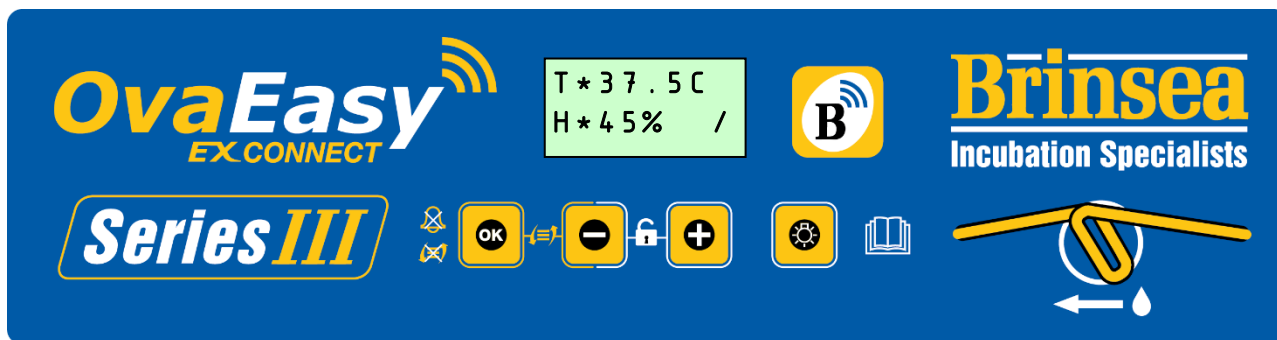 OvaEasy
EX CONNECT
T*37.5C
H*45% /
B
Brinsea
Incubation Specialists
Series III
OK